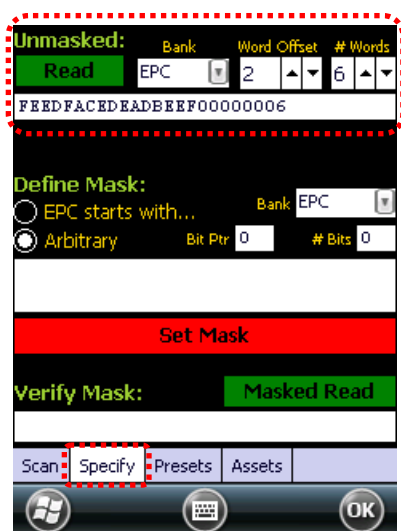 Unmasked: Bank Word Offset # Words
Read EPC 2 6
FEEDFACEDEADBEEF00000006
Define Mask:
EPC starts with... Bank EPC
Arbitrary Bit Ptr 0 # Bits 0
Set Mask
Verify Mask: Masked Read
Scan Specify Presets Assets
OK